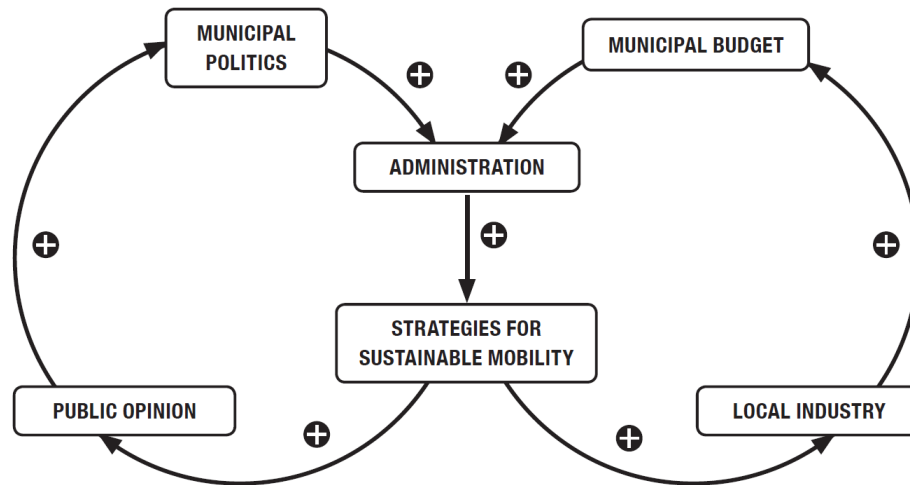 MUNICIPAL
POLITICS
MUNICIPAL BUDGET
ADMINISTRATION
STRATEGIES FOR
SUSTAINABLE MOBILITY
PUBLIC OPINION
LOCAL INDUSTRY